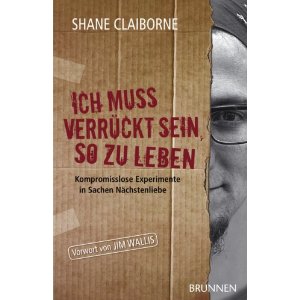 SHANE CLAIBORNE
ICH MUSS
VERRÜCKT SEIN,
SO ZU LEBEN
Kompromisslose Experimente
in Sachen Nächstenliebe
Vorwort von JIM WALLIS
BRUNNEN